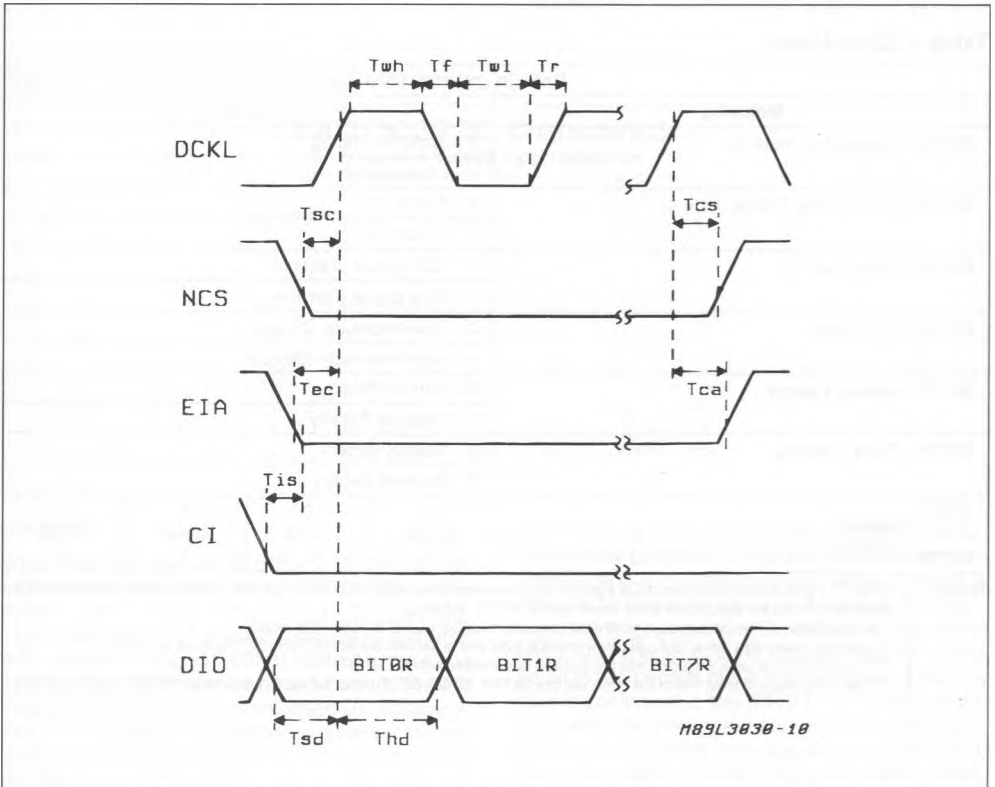 Twh Tf Twl Tr
DCKL
Tsc Tcs
NCS
Tec Tca
EIA
Tis
CI
DIO BIT0R BIT1R BIT7R
Tsd Thd
M89L3030-10